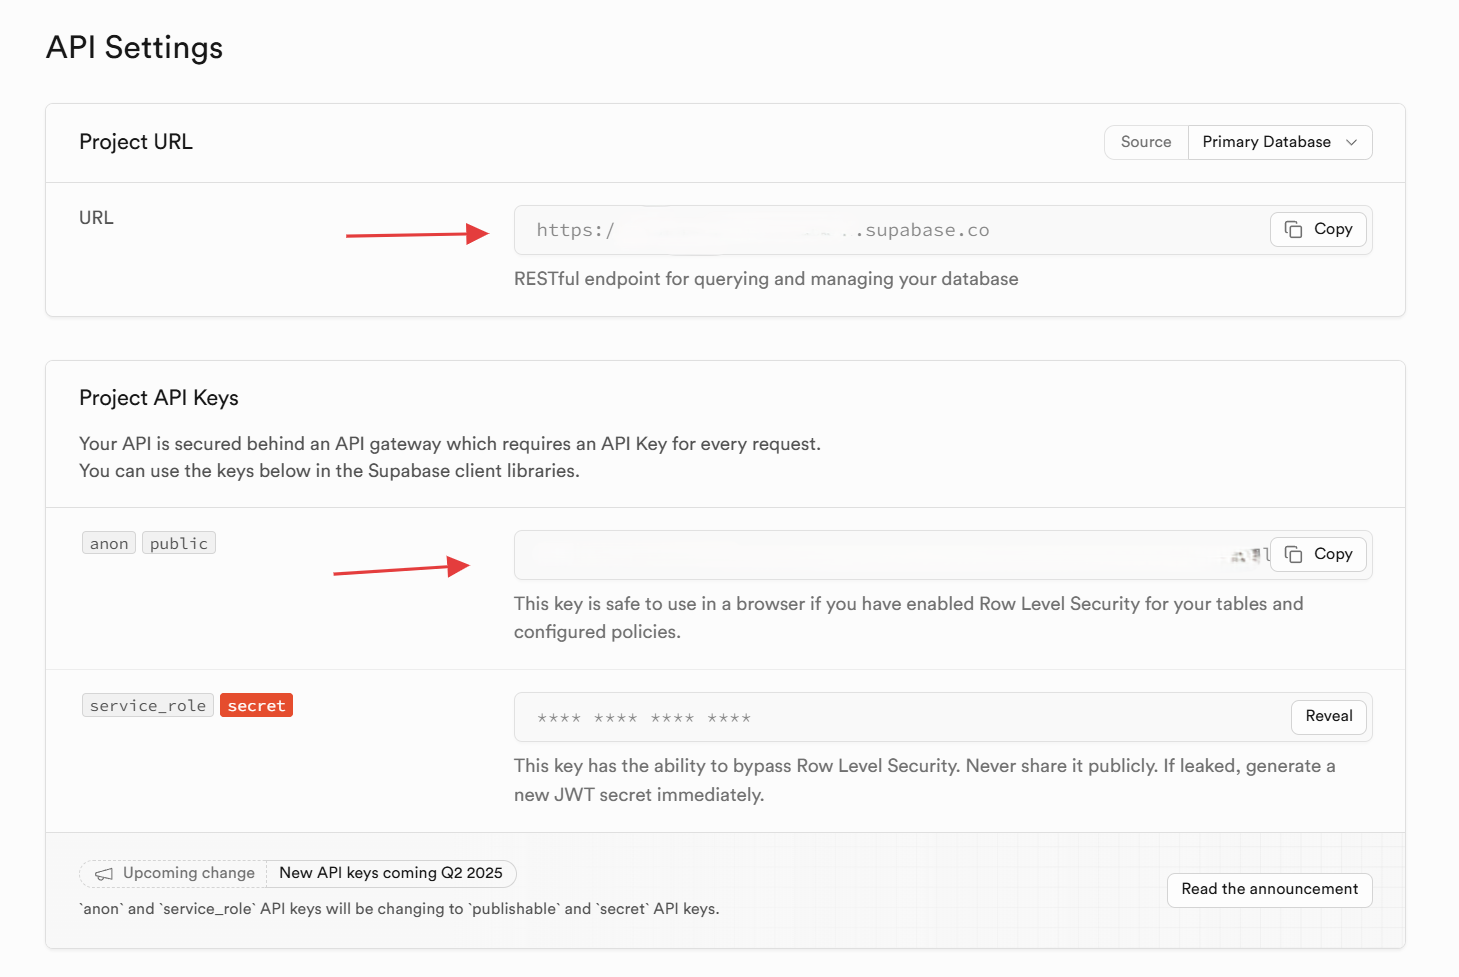 API Settings
Project URL
Source Primary Database
URL
https:/ .supabase.co Copy
RESTful endpoint for querying and managing your database
Project API Keys
Your API is secured behind an API gateway which requires an API Key for every request.
You can use the keys below in the Supabase client libraries.
anon public
Copy
This key is safe to use in a browser if you have enabled Row Level Security for your tables and
configured policies.
service_role secret
**** **** **** **** Reveal
This key has the ability to bypass Row Level Security. Never share it publicly. If leaked, generate a
new JWT secret immediately.
Upcoming change New API keys coming Q2 2025
`anon` and `service_role` API keys will be changing to `publishable` and `secret` API keys.
Read the announcement